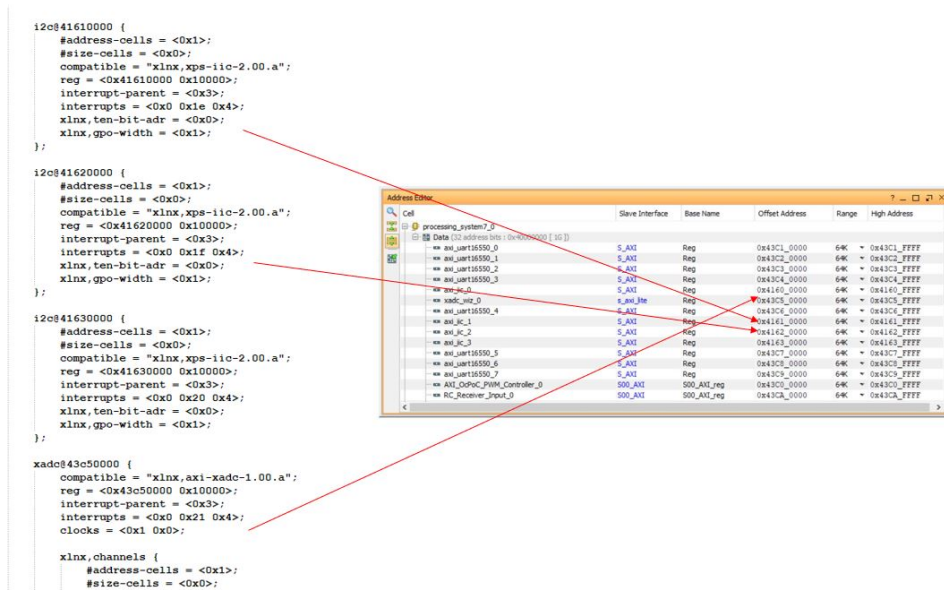 i2c@41610000 {
#address-cells = <0x1>;
#size-cells = <0x0>;
compatible = "xlnx,xps-iic-2.00.a";
reg = <0x41610000 0x10000>;
interrupt-parent = <0x3>;
interrupts = <0x0 0x1e 0x4>;
xlnx,ten-bit-adr = <0x0>;
xlnx,gpo-width = <0x1>;
};
i2c@41620000 {
#address-cells = <0x1>;
#size-cells = <0x0>;
compatible = "xlnx,xps-iic-2.00.a";
reg = <0x41620000 0x10000>;
interrupt-parent = <0x3>;
interrupts = <0x0 0x1f 0x4>;
xlnx,ten-bit-adr = <0x0>;
xlnx,gpo-width = <0x1>;
};
i2c@41630000 {
#address-cells = <0x1>;
#size-cells = <0x0>;
compatible = "xlnx,xps-iic-2.00.a";
reg = <0x41630000 0x10000>;
interrupt-parent = <0x3>;
interrupts = <0x0 0x20 0x4>;
xlnx,ten-bit-adr = <0x0>;
xlnx,gpo-width = <0x1>;
};
xadc@43c50000 {
compatible = "xlnx,axi-xadc-1.00.a";
reg = <0x43c50000 0x10000>;
interrupt-parent = <0x3>;
interrupts = <0x0 0x21 0x4>;
clocks = <0x1 0x0>;
xlnx,channels {
#address-cells = <0x1>;
#size-cells = <0x0>;
Address Editor
Cell Slave Interface Base Name Offset Address Range High Address
processing_system7_0
Data (32 address bits : 0x40000000 [ 1G ])
axi_uart16550_0 S_AXI Reg 0x43C1_0000 64K 0x43C1_FFFF
axi_uart16550_1 S_AXI Reg 0x43C2_0000 64K 0x43C2_FFFF
axi_uart16550_2 S_AXI Reg 0x43C3_0000 64K 0x43C3_FFFF
axi_uart16550_3 S_AXI Reg 0x43C4_0000 64K 0x43C4_FFFF
axi_iic_0 S_AXI Reg 0x4160_0000 64K 0x4160_FFFF
xadc_wiz_0 s_axi_lite Reg 0x43C5_0000 64K 0x43C5_FFFF
axi_uart16550_4 S_AXI Reg 0x43C6_0000 64K 0x43C6_FFFF
axi_iic_1 S_AXI Reg 0x4161_0000 64K 0x4161_FFFF
axi_iic_2 S_AXI Reg 0x4162_0000 64K 0x4162_FFFF
axi_iic_3 S_AXI Reg 0x4163_0000 64K 0x4163_FFFF
axi_uart16550_5 S_AXI Reg 0x43C7_0000 64K 0x43C7_FFFF
axi_uart16550_6 S_AXI Reg 0x43C8_0000 64K 0x43C8_FFFF
axi_uart16550_7 S_AXI Reg 0x43C9_0000 64K 0x43C9_FFFF
AXI_OcPoC_PWM_Controller_0 S00_AXI S00_AXI_reg 0x43C0_0000 64K 0x43C0_FFFF
RC_Receiver_Input_0 S00_AXI S00_AXI_reg 0x43CA_0000 64K 0x43CA_FFFF